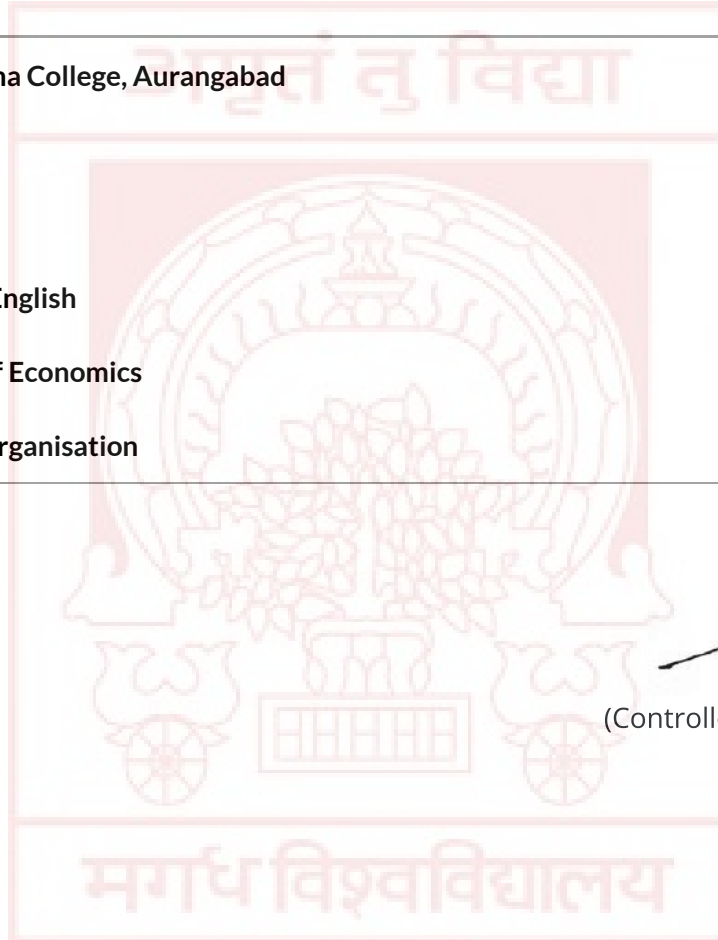 अमृतं तु विद्या
na College, Aurangabad
English
f Economics
rganisation
(Controll
मगध विश्वविद्यालय